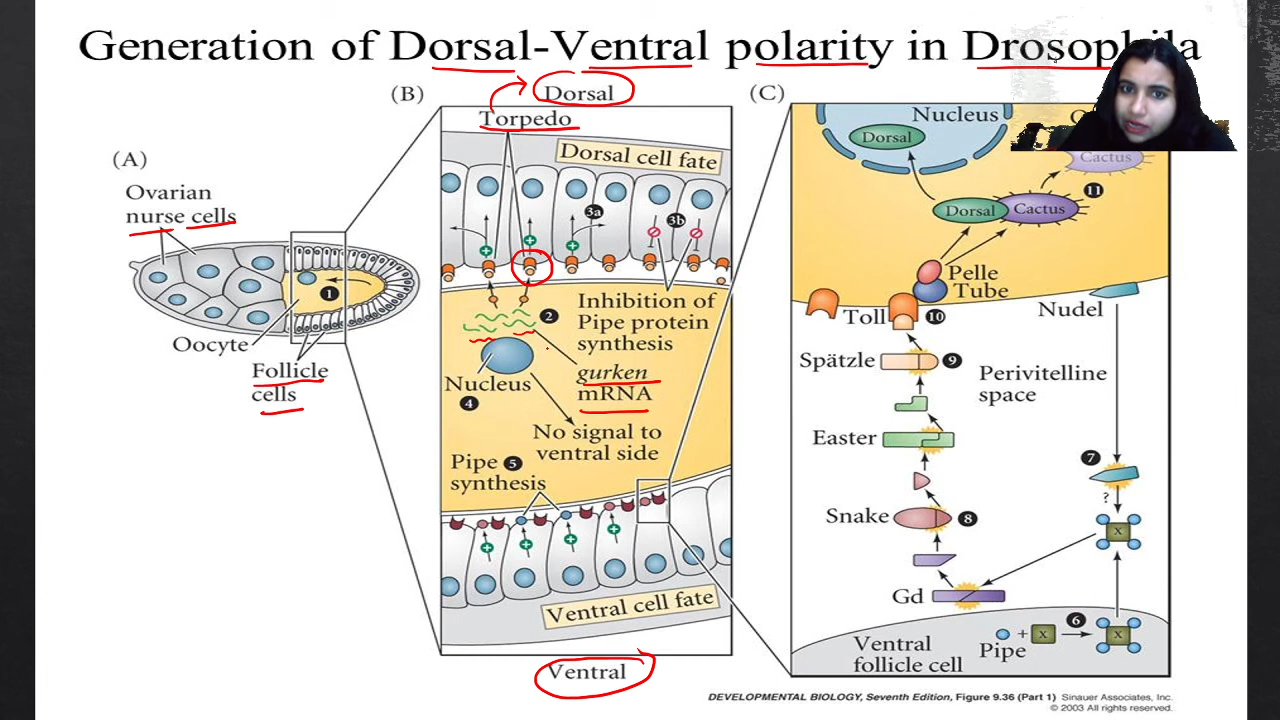 Generation of Dorsal-Ventral polarity in Drosophila
(A)
Ovarian
nurse cells
1
Oocyte
Follicle
cells
(B)
Dorsal
Torpedo
Dorsal cell fate
3a
3b
2
Inhibition of
Pipe protein
synthesis
Nucleus
4
gurken
mRNA
No signal to
ventral side
Pipe 5
synthesis
Ventral cell fate
Ventral
(C)
Nucleus
Dorsal
Cactus
11
Dorsal
Cactus
Pelle
Tube
Toll
10
Nudel
Spätzle
9
Perivitelline
space
Easter
7
?
Snake
8
X
Gd
6
Pipe
+
X
X
Ventral
follicle cell
DEVELOPMENTAL BIOLOGY, Seventh Edition, Figure 9.36 (Part 1) Sinauer Associates, Inc.
© 2003 All rights reserved.